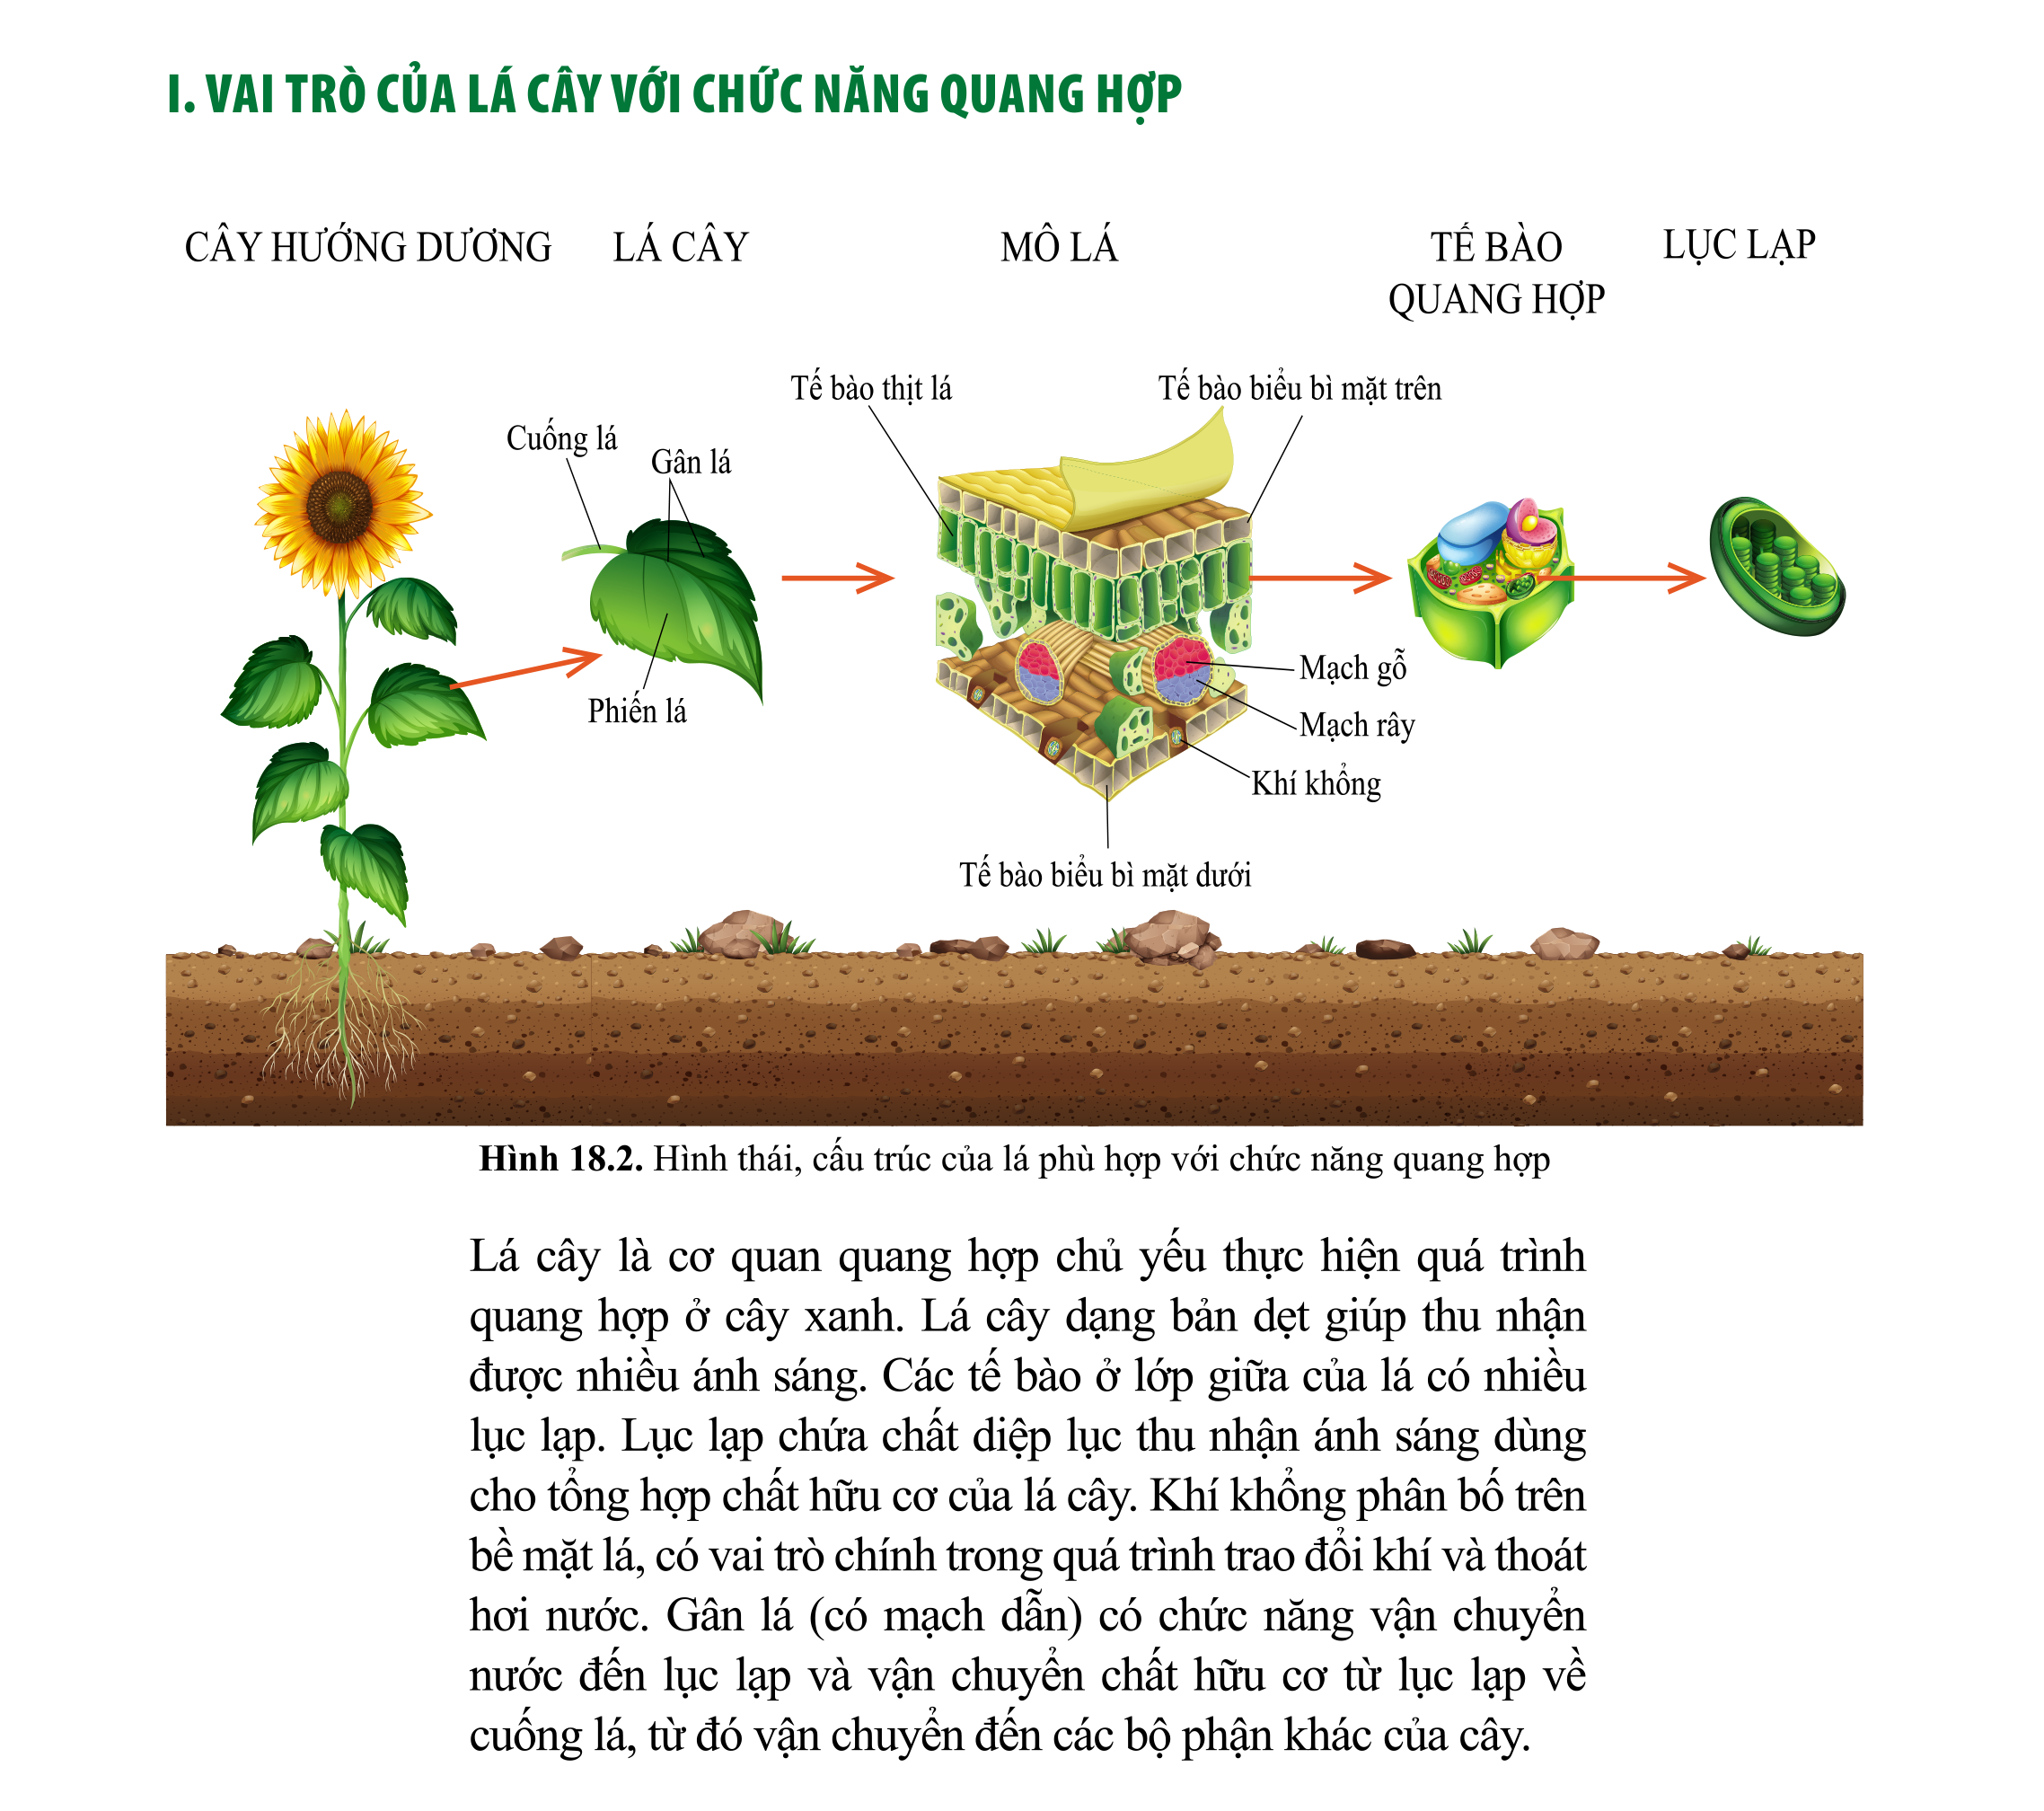 I. VAI TRÒ CỦA LÁ CÂY VỚI CHỨC NĂNG QUANG HỢP
CÂY HƯỚNG DƯƠNG
LÁ CÂY
MÔ LÁ
TẾ BÀO
QUANG HỢP
LỤC LẠP
Tế bào thịt lá
Tế bào biểu bì mặt trên
Cuống lá
Gân lá
Phiến lá
Mạch gỗ
Mạch rây
Khí khổng
Tế bào biểu bì mặt dưới
Hình 18.2. Hình thái, cấu trúc của lá phù hợp với chức năng quang hợp
Lá cây là cơ quan quang hợp chủ yếu thực hiện quá trình
quang hợp ở cây xanh. Lá cây dạng bản dẹt giúp thu nhận
được nhiều ánh sáng. Các tế bào ở lớp giữa của lá có nhiều
lục lạp. Lục lạp chứa chất diệp lục thu nhận ánh sáng dùng
cho tổng hợp chất hữu cơ của lá cây. Khí khổng phân bố trên
bề mặt lá, có vai trò chính trong quá trình trao đổi khí và thoát
hơi nước. Gân lá (có mạch dẫn) có chức năng vận chuyển
nước đến lục lạp và vận chuyển chất hữu cơ từ lục lạp về
cuống lá, từ đó vận chuyển đến các bộ phận khác của cây.